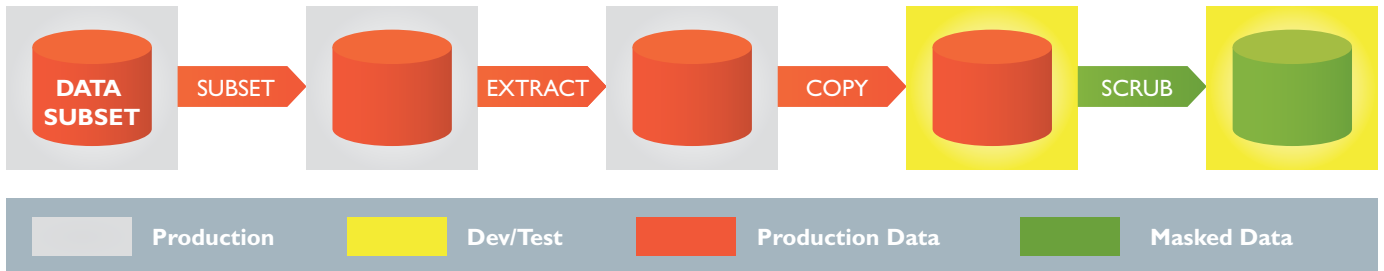 DATA
SUBSET
SUBSET
EXTRACT
COPY
SCRUB
Production
Dev/Test
Production Data
Masked Data